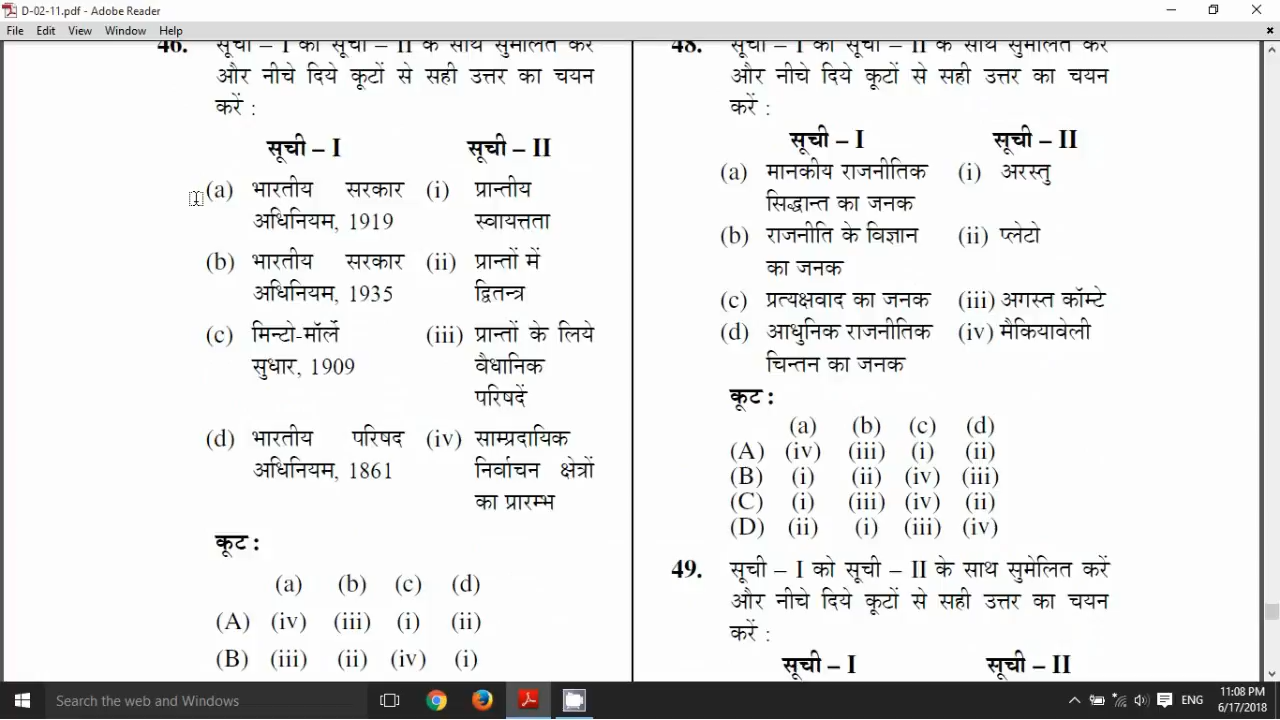 D-02-11.pdf - Adobe Reader
File Edit View Window Help
46. सूची – I को सूची – II के साथ सुमेलित करें
और नीचे दिये कूटों से सही उत्तर का चयन
करें :
सूची – I सूची – II
(a) भारतीय सरकार (i) प्रान्तीय
अधिनियम, 1919 स्वायत्तता
(b) भारतीय सरकार (ii) प्रान्तों में
अधिनियम, 1935 द्वितन्त्र
(c) मिन्टो-मॉर्ले (iii) प्रान्तों के लिये
सुधार, 1909 वैधानिक
परिषदें
(d) भारतीय परिषद (iv) साम्प्रदायिक
अधिनियम, 1861 निर्वाचन क्षेत्रों
का प्रारम्भ
कूट :
(a) (b) (c) (d)
(A) (iv) (iii) (i) (ii)
(B) (iii) (ii) (iv) (i)
48. सूची – I को सूची – II के साथ सुमेलित करें
और नीचे दिये कूटों से सही उत्तर का चयन
करें :
सूची – I सूची – II
(a) मानकीय राजनीतिक (i) अरस्तु
सिद्धान्त का जनक
(b) राजनीति के विज्ञान (ii) प्लेटो
का जनक
(c) प्रत्यक्षवाद का जनक (iii) अगस्त कॉम्टे
(d) आधुनिक राजनीतिक (iv) मैकियावेली
चिन्तन का जनक
कूट :
(a) (b) (c) (d)
(A) (iv) (iii) (i) (ii)
(B) (i) (ii) (iv) (iii)
(C) (i) (iii) (iv) (ii)
(D) (ii) (i) (iii) (iv)
49. सूची – I को सूची – II के साथ सुमेलित करें
और नीचे दिये कूटों से सही उत्तर का चयन
करें :
सूची – I सूची – II
Search the web and Windows
ENG
11:08 PM
6/17/2018